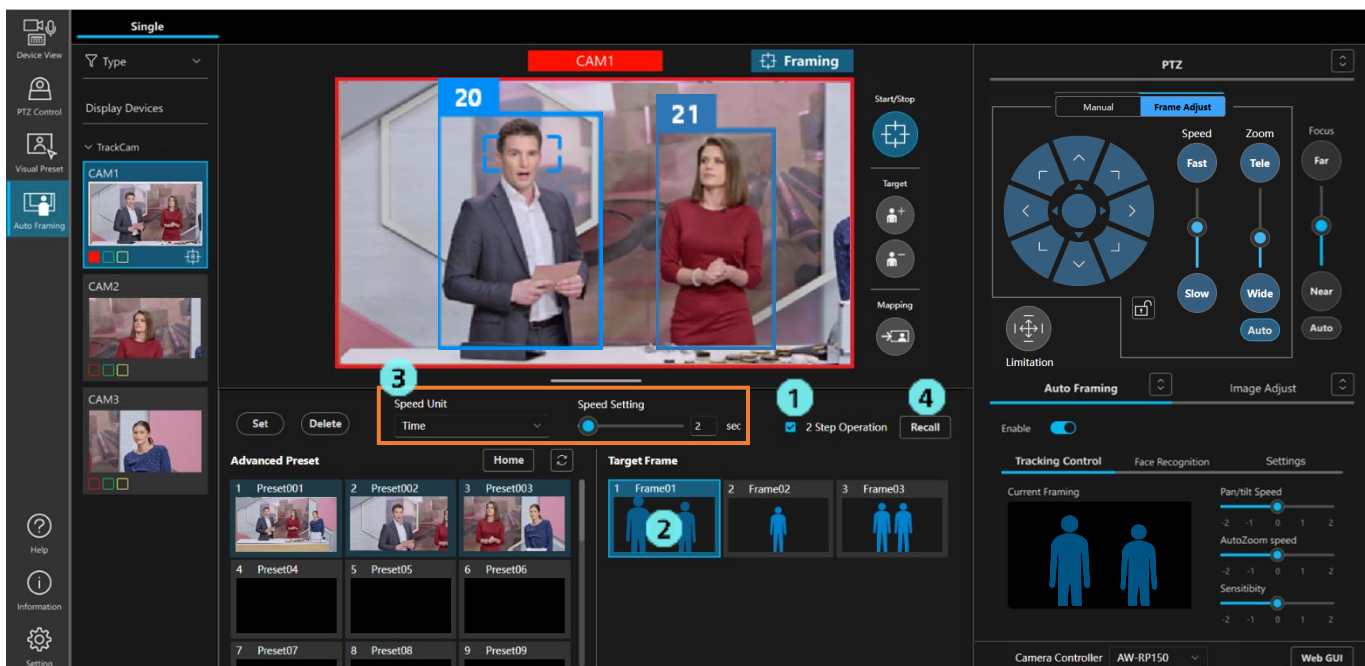 Single
Device View
PTZ Control
Visual Preset
Auto Framing
Help
Information
Setting
Type
Display Devices
TrackCam
CAM1
CAM2
CAM3
CAM1
Framing
20
21
Start/Stop
Target
Mapping
3
Speed Unit
Speed Setting
1
4
Set
Delete
Time
2
sec
2 Step Operation
Recall
Advanced Preset
Home
1 Preset001
2 Preset002
3 Preset003
4 Preset04
5 Preset05
6 Preset06
7 Preset07
8 Preset08
9 Preset09
Target Frame
1 Frame01
2 Frame02
3 Frame03
2
PTZ
Manual
Frame Adjust
Speed
Zoom
Focus
Fast
Tele
Far
Slow
Wide
Near
Auto
Auto
Limitation
Auto Framing
Image Adjust
Enable
Tracking Control
Face Recognition
Settings
Current Framing
Pan/tilt Speed
-2 -1 0 1 2
AutoZoom speed
-2 -1 0 1 2
Sensitibity
-2 -1 0 1 2
Camera Controller
AW-RP150
Web GUI